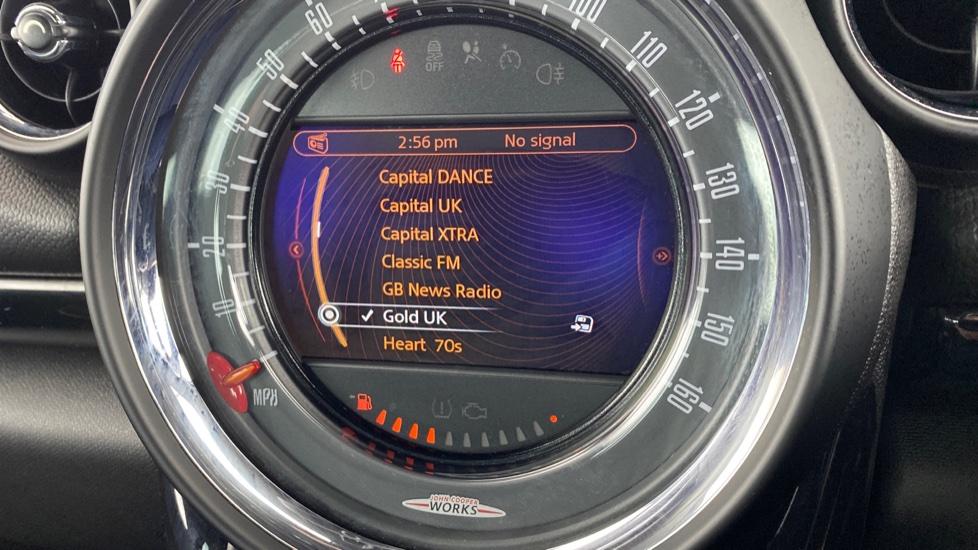 OFF
2:56 pm No signal
Capital DANCE
Capital UK
Capital XTRA
Classic FM
GB News Radio
Gold UK
Heart 70s
10
20
30
40
50
60
100
110
120
130
140
150
160
MPH
JOHN COOPER
WORKS